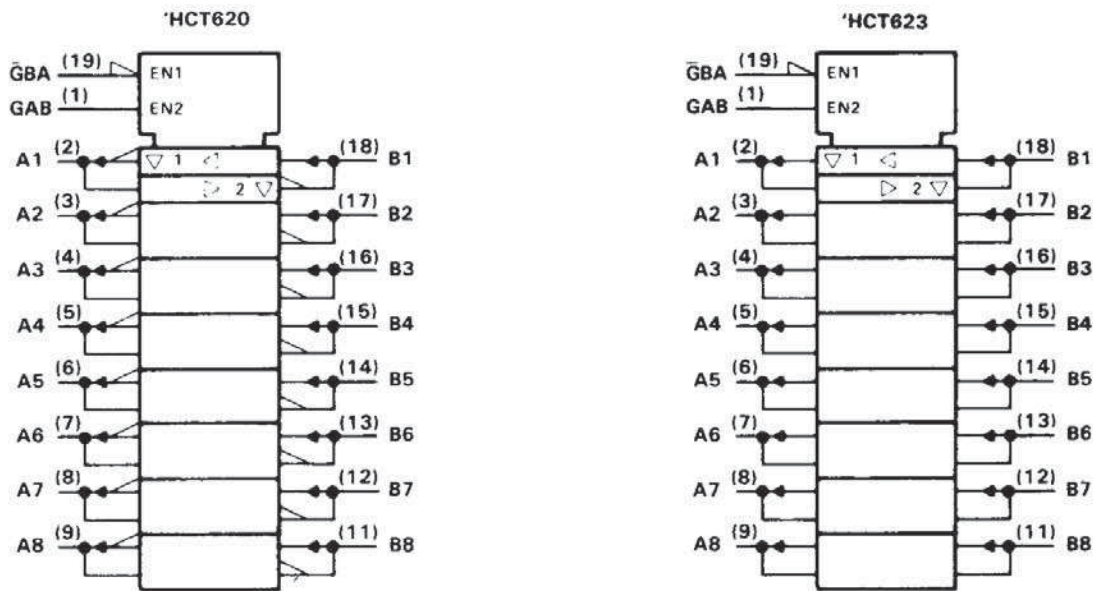 'HCT620
ḠBA (19) EN1
GAB (1) EN2
A1 (2) 1 (18) B1
2
A2 (3) (17) B2
A3 (4) (16) B3
A4 (5) (15) B4
A5 (6) (14) B5
A6 (7) (13) B6
A7 (8) (12) B7
A8 (9) (11) B8
'HCT623
ḠBA (19) EN1
GAB (1) EN2
A1 (2) 1 (18) B1
2
A2 (3) (17) B2
A3 (4) (16) B3
A4 (5) (15) B4
A5 (6) (14) B5
A6 (7) (13) B6
A7 (8) (12) B7
A8 (9) (11) B8